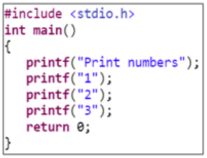 #include <stdio.h>
int main()
{
printf("Print numbers");
printf("1");
printf("2");
printf("3");
return 0;
}